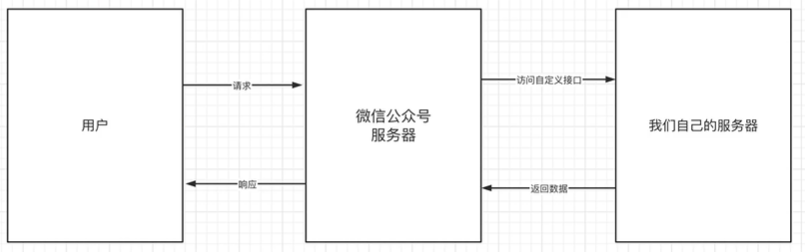 用户
请求
响应
微信公众号
服务器
访问自定义接口
返回数据
我们自己的服务器